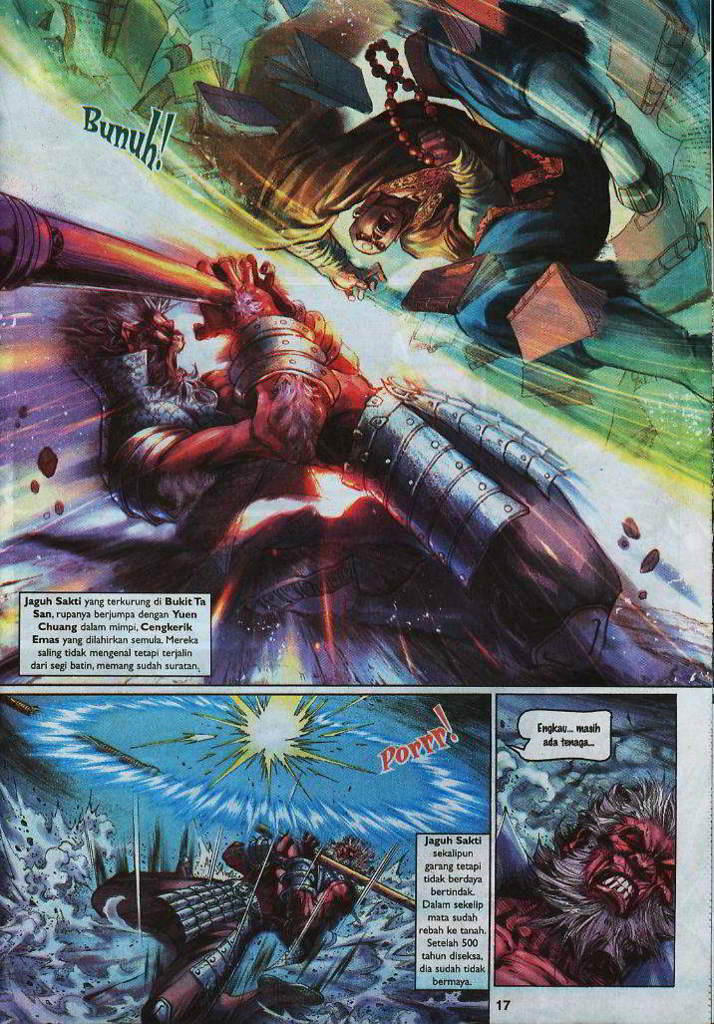 Bunuh!
Jaguh Sakti yang terkurung di Bukit Ta
San, rupanya berjumpa dengan Yuen
Chuang dalam mimpi, Cengkerik
Emas yang dilahirkan semula. Mereka
saling tidak mengenal tetapi terjalin
dari segi batin, memang sudah suratan.
Porrr!
Jaguh Sakti
sekalipun
garang tetapi
tidak berdaya
bertindak.
Dalam sekelip
mata sudah
rebah ke tanah.
Setelah 500
tahun diseksa,
dia sudah tidak
bermaya.
Engkau... masih
ada tenaga...
17